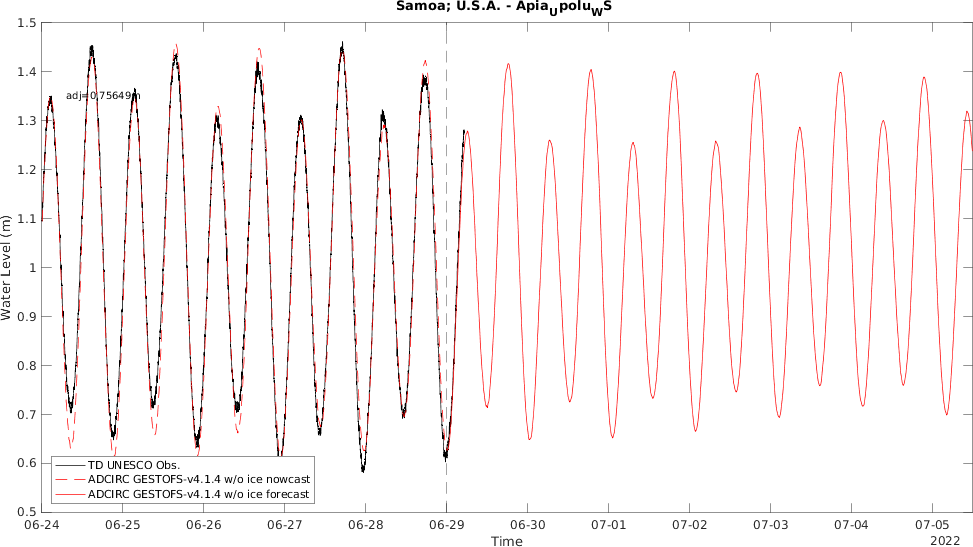 Samoa; U.S.A. - ApiaUpoluWS
1.5
1.4
adj=0.75649m
1.3
1.2
1.1
1
0.9
0.8
0.7
0.6
0.5
Water Level (m)
TD UNESCO Obs.
ADCIRC GESTOFS-v4.1.4 w/o ice nowcast
ADCIRC GESTOFS-v4.1.4 w/o ice forecast
06-24 06-25 06-26 06-27 06-28 06-29 06-30 07-01 07-02 07-03 07-04 07-05
Time
2022